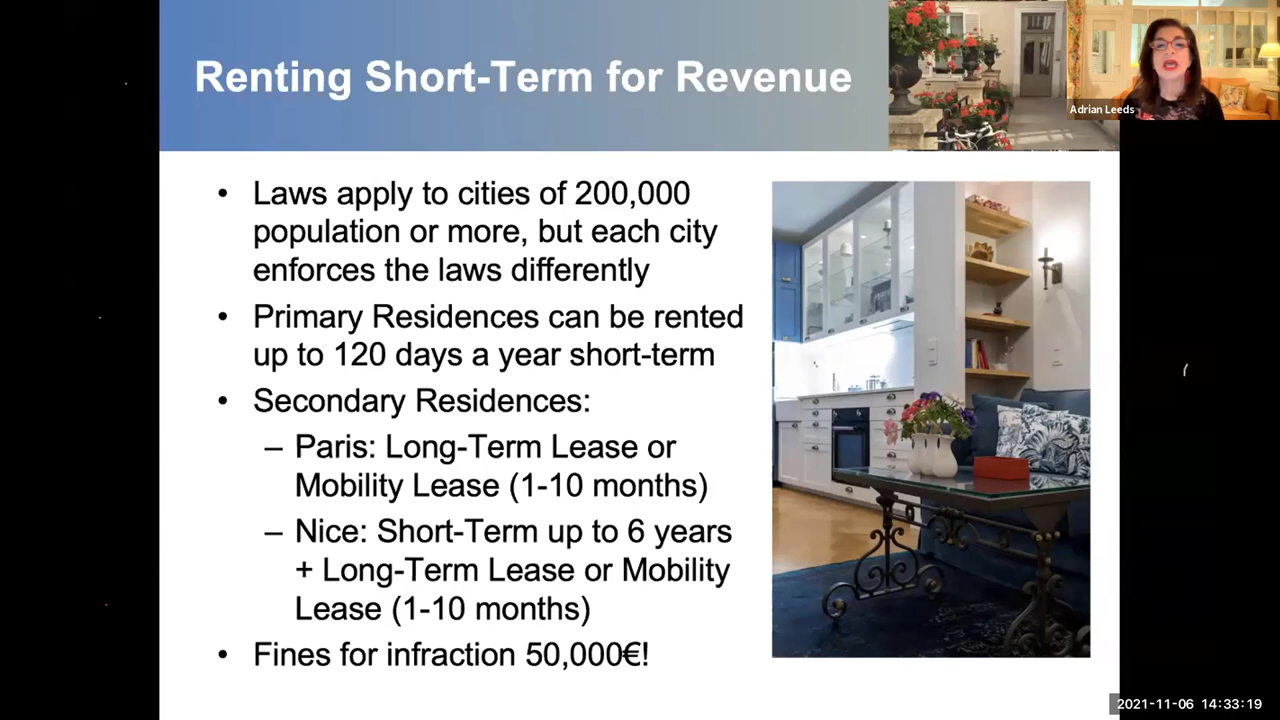 Renting Short-Term for Revenue
Adrian Leeds
• Laws apply to cities of 200,000
population or more, but each city
enforces the laws differently
• Primary Residences can be rented
up to 120 days a year short-term
• Secondary Residences:
– Paris: Long-Term Lease or
Mobility Lease (1-10 months)
– Nice: Short-Term up to 6 years
+ Long-Term Lease or Mobility
Lease (1-10 months)
• Fines for infraction 50,000€!
2021-11-06 14:33:19